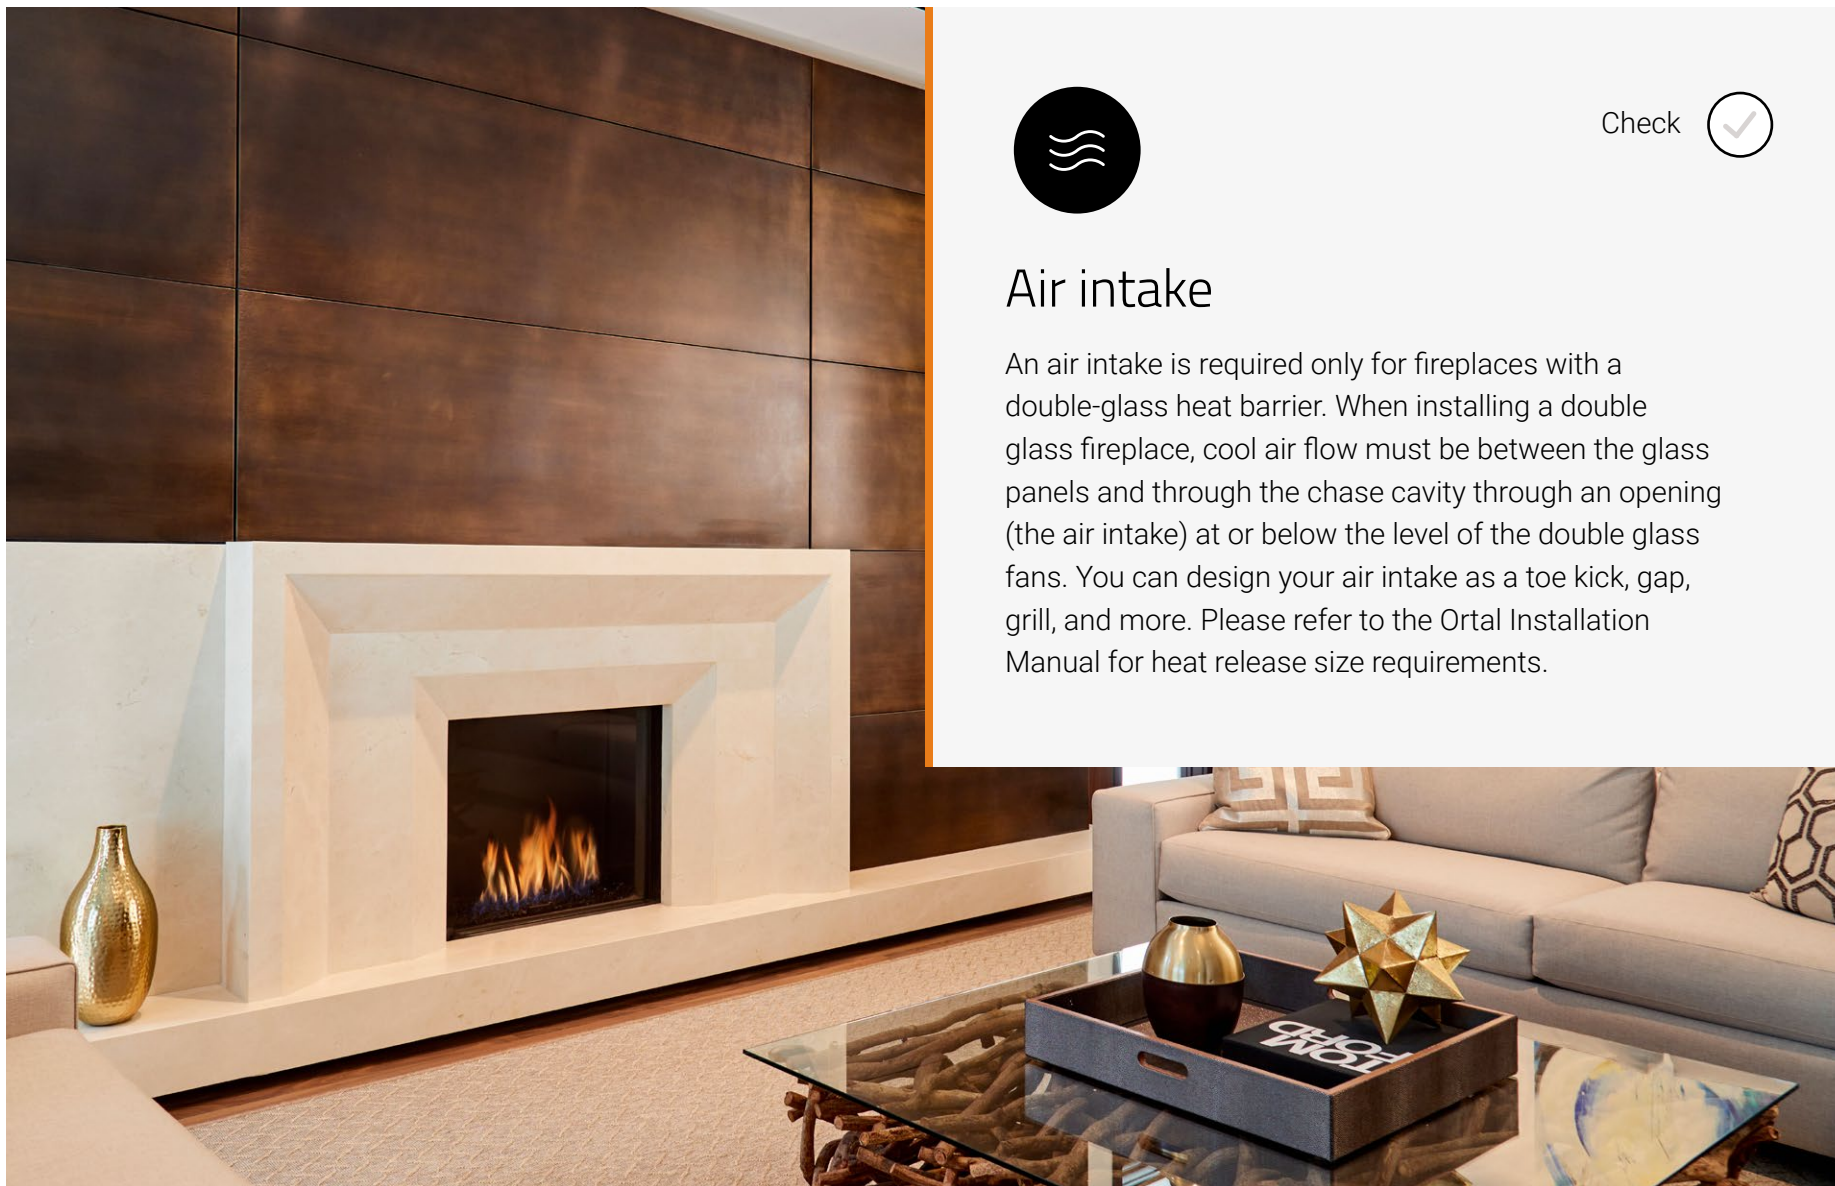 Check
Air intake
An air intake is required only for fireplaces with a
double-glass heat barrier. When installing a double
glass fireplace, cool air flow must be between the glass
panels and through the chase cavity through an opening
(the air intake) at or below the level of the double glass
fans. You can design your air intake as a toe kick, gap,
grill, and more. Please refer to the Ortal Installation
Manual for heat release size requirements.
TOM
FORD